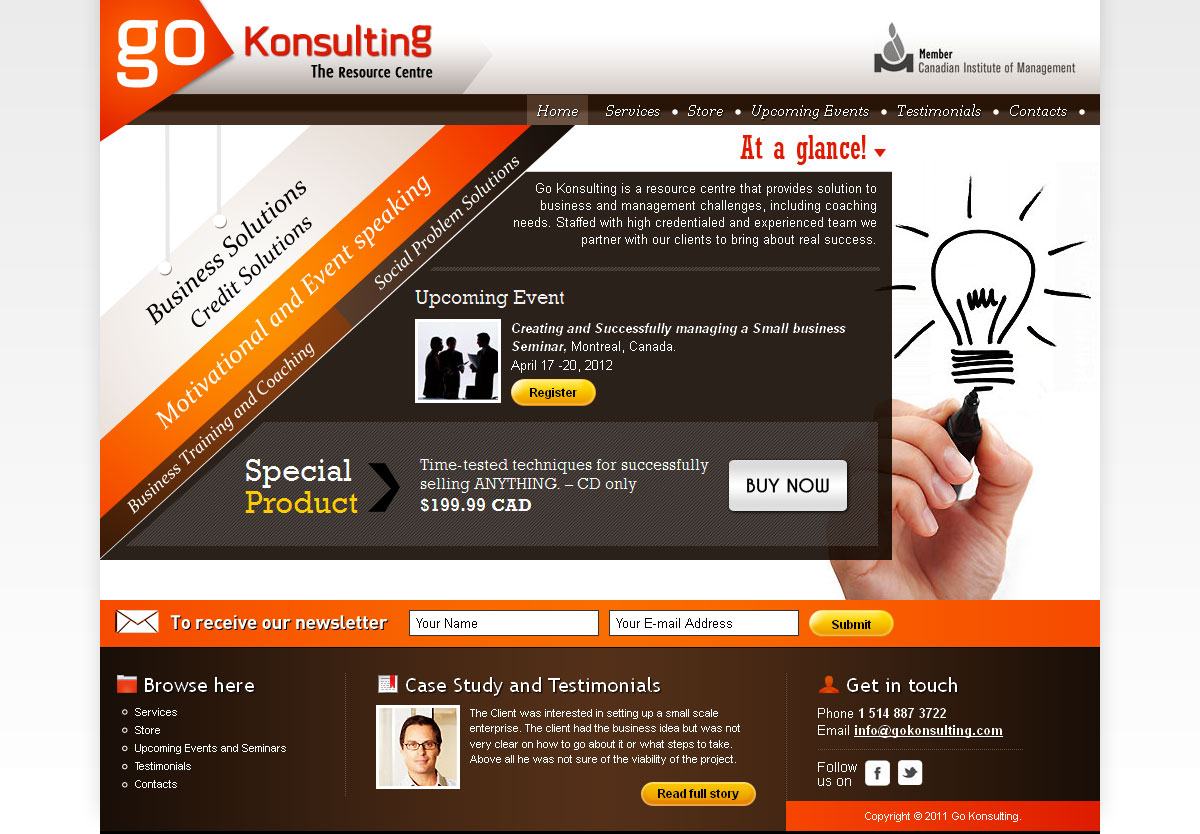 go
Konsulting
The Resource Centre
Member
Canadian Institute of Management
Home Services Store Upcoming Events Testimonials Contacts
At a glance!
Business Solutions
Credit Solutions
Motivational and Event speaking
Social Problem Solutions
Business Training and Coaching
Go Konsulting is a resource centre that provides solution to
business and management challenges, including coaching
needs. Staffed with high credentialed and experienced team we
partner with our clients to bring about real success.
Upcoming Event
Creating and Successfully managing a Small business
Seminar, Montreal, Canada.
April 17 -20, 2012
Register
Special
Product
Time-tested techniques for successfully
selling ANYTHING. – CD only
$199.99 CAD
BUY NOW
To receive our newsletter
Your Name
Your E-mail Address
Submit
Browse here
Services
Store
Upcoming Events and Seminars
Testimonials
Contacts
Case Study and Testimonials
The Client was interested in setting up a small scale
enterprise. The client had the business idea but was not
very clear on how to go about it or what steps to take.
Above all he was not sure of the viability of the project.
Read full story
Get in touch
Phone 1 514 887 3722
Email info@gokonsulting.com
Follow
us on
f
Copyright © 2011 Go Konsulting.